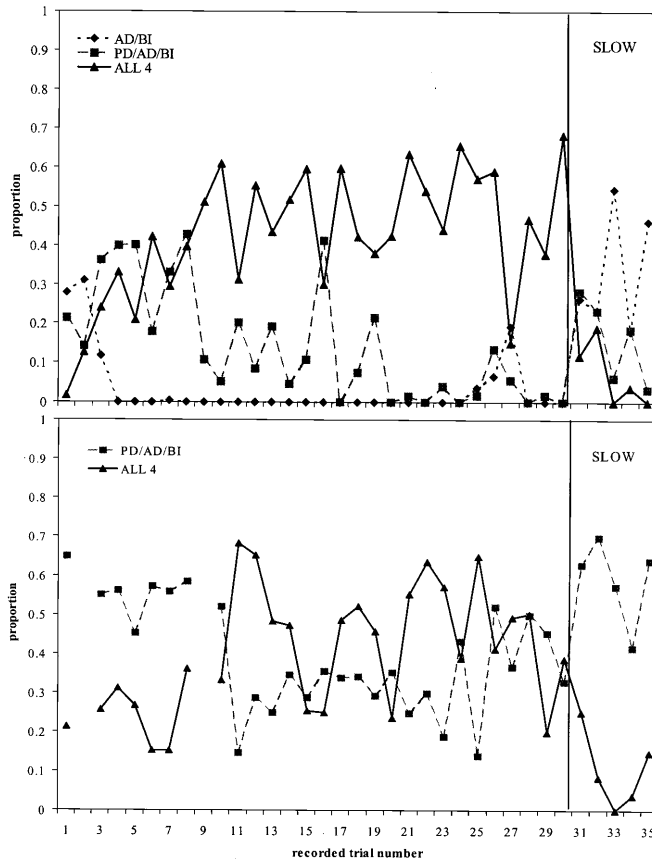 1
0.9
0.8
0.7
0.6
0.5
0.4
0.3
0.2
0.1
0
proportion
AD/BI
PD/AD/BI
ALL 4
SLOW
1
0.9
0.8
0.7
0.6
0.5
0.4
0.3
0.2
0.1
0
proportion
PD/AD/BI
ALL 4
SLOW
1 3 5 7 9 11 13 15 17 19 21 23 25 27 29 31 33 35
recorded trial number